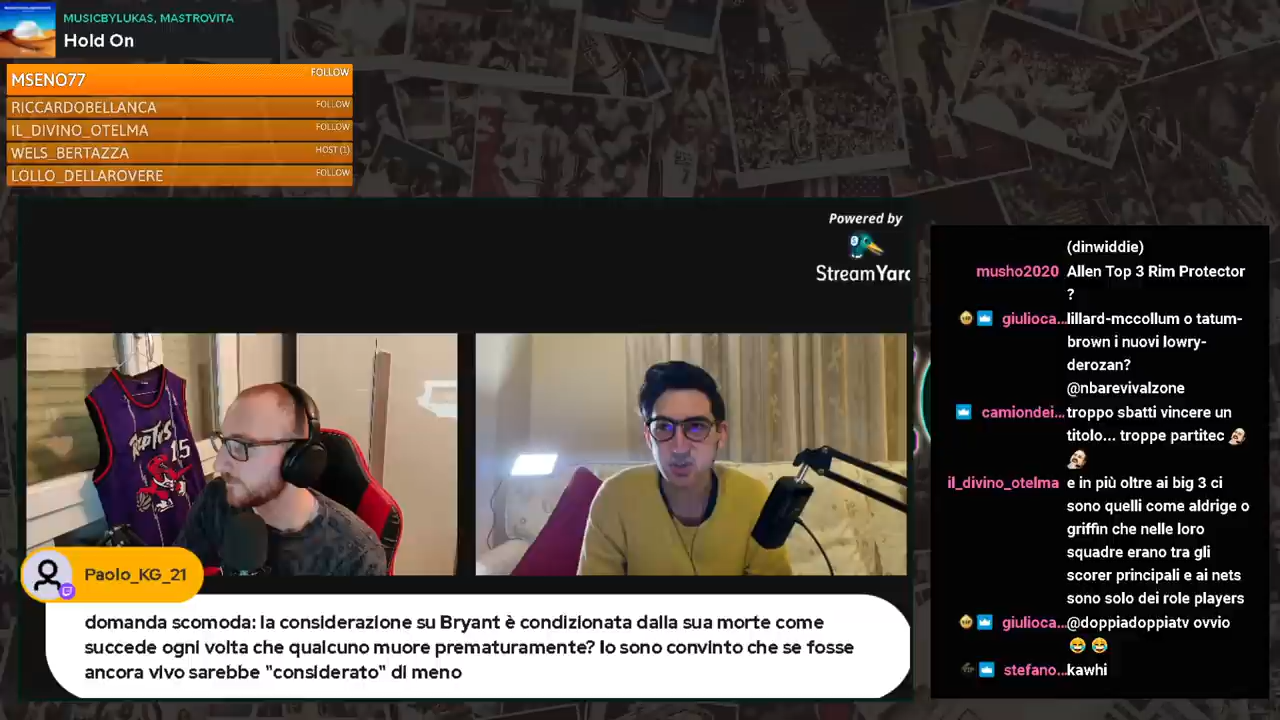 MUSICBYLUKAS, MASTROVITA
Hold On
MSENO77 FOLLOW
RICCARDOBELLANCA FOLLOW
IL_DIVINO_OTELMA FOLLOW
WELS_BERTAZZA HOST (1)
LOLLO_DELLAROVERE FOLLOW
Powered by
StreamYard
RAPTORS
15
Paolo_KG_21
domanda scomoda: la considerazione su Bryant è condizionata dalla sua morte come
succede ogni volta che qualcuno muore prematuramente? Io sono convinto che se fosse
ancora vivo sarebbe "considerato" di meno
(dinwiddie)
musho2020 Allen Top 3 Rim Protector
?
giulioca... lillard-mccollum o tatum-
brown i nuovi lowry-
derozan?
@nbarevivalzone
camiondei... troppo sbatti vincere un
titolo... troppe partitec
il_divino_otelma e in più oltre ai big 3 ci
sono quelli come aldrige o
griffin che nelle loro
squadre erano tra gli
scorer principali e ai nets
sono solo dei role players
giulioca... @doppiadoppiatv ovvio
😂 😂
stefano... kawhi